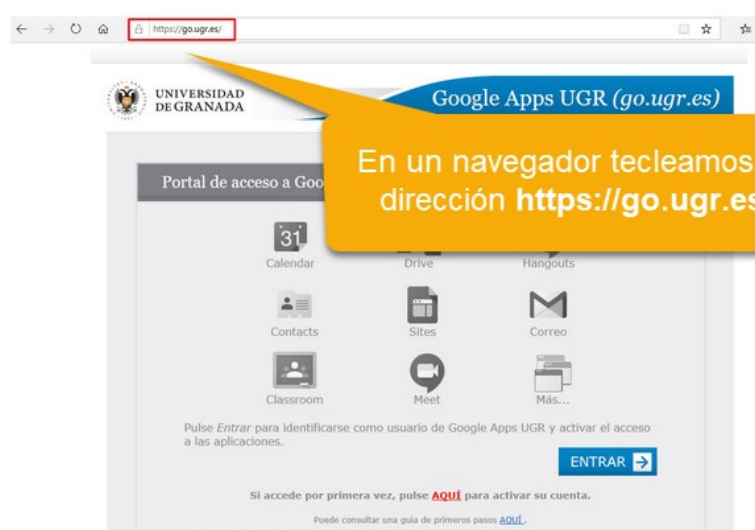 https://go.ugr.es/
UNIVERSIDAD
DE GRANADA
Google Apps UGR (go.ugr.es)
En un navegador tecleamos
dirección https://go.ugr.es
Portal de acceso a Goo
31
Calendar
Drive
Hangouts
Contacts
Sites
Correo
Classroom
Meet
Más...
Pulse Entrar para identificarse como usuario de Google Apps UGR y activar el acceso
a las aplicaciones.
ENTRAR
Si accede por primera vez, pulse AQUÍ para activar su cuenta.
Puede consultar una guia de primeros pasos AQUÍ.